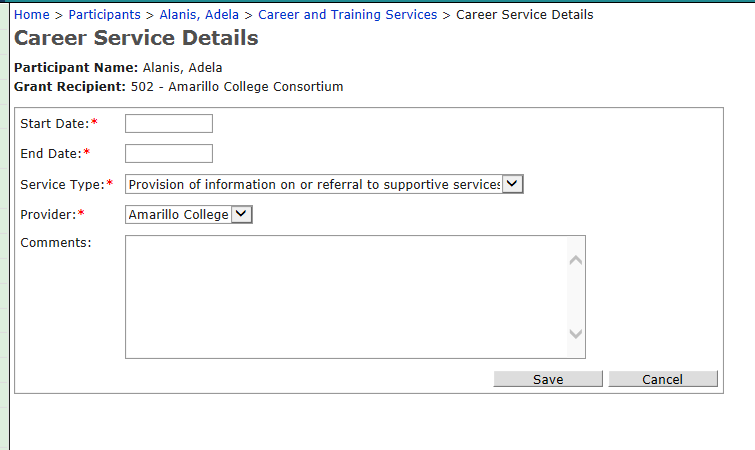 Home > Participants > Alanis, Adela > Career and Training Services > Career Service Details
Career Service Details
Participant Name: Alanis, Adela
Grant Recipient: 502 - Amarillo College Consortium
Start Date:*
End Date:*
Service Type:* Provision of information on or referral to supportive services
Provider:* Amarillo College
Comments:
Save Cancel